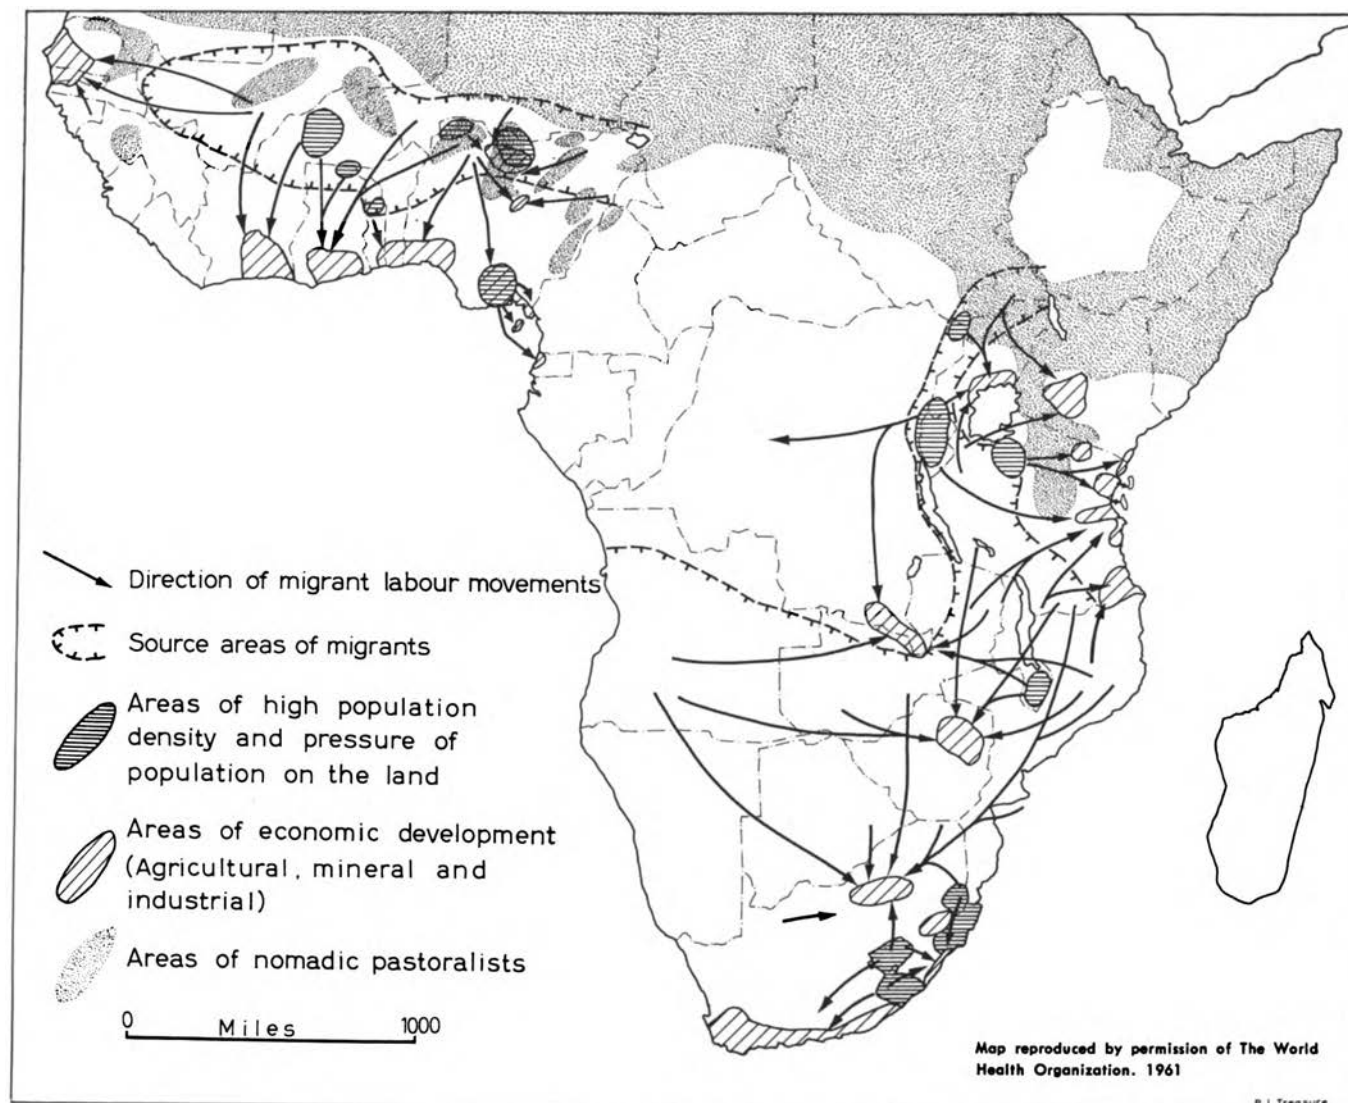 Direction of migrant labour movements
Source areas of migrants
Areas of high population
density and pressure of
population on the land
Areas of economic development
(Agricultural, mineral and
industrial)
Areas of nomadic pastoralists
0 Miles 1000
Map reproduced by permission of The World
Health Organization. 1961